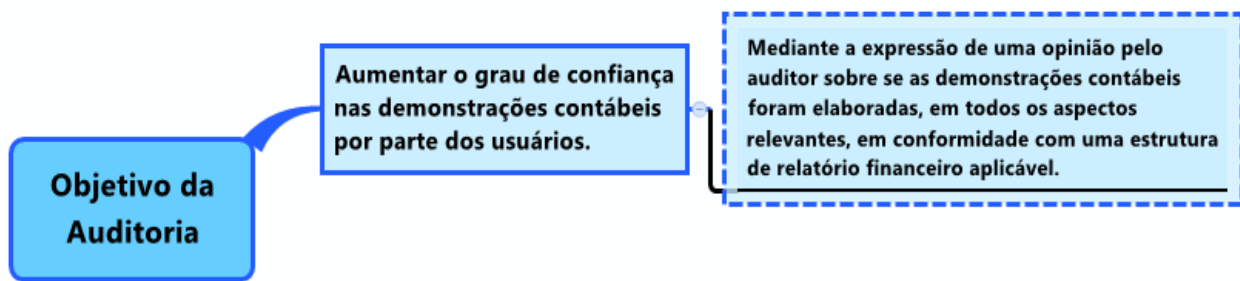 Objetivo da
Auditoria
Aumentar o grau de confiança
nas demonstrações contábeis
por parte dos usuários.
Mediante a expressão de uma opinião pelo
auditor sobre se as demonstrações contábeis
foram elaboradas, em todos os aspectos
relevantes, em conformidade com uma estrutura
de relatório financeiro aplicável.